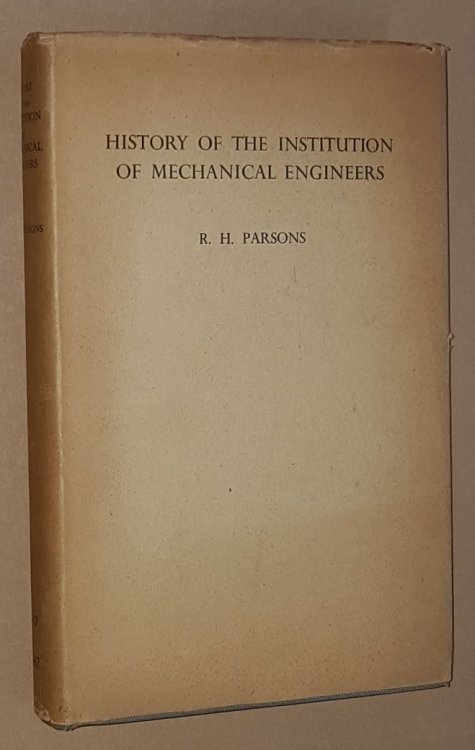 HISTORY OF THE INSTITUTION
OF MECHANICAL ENGINEERS
R. H. PARSONS